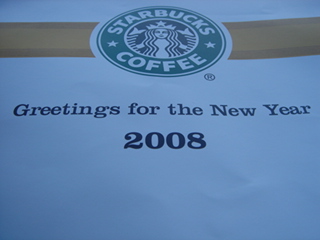 STARBUCKS
COFFEE
®
Greetings for the New Year
2008